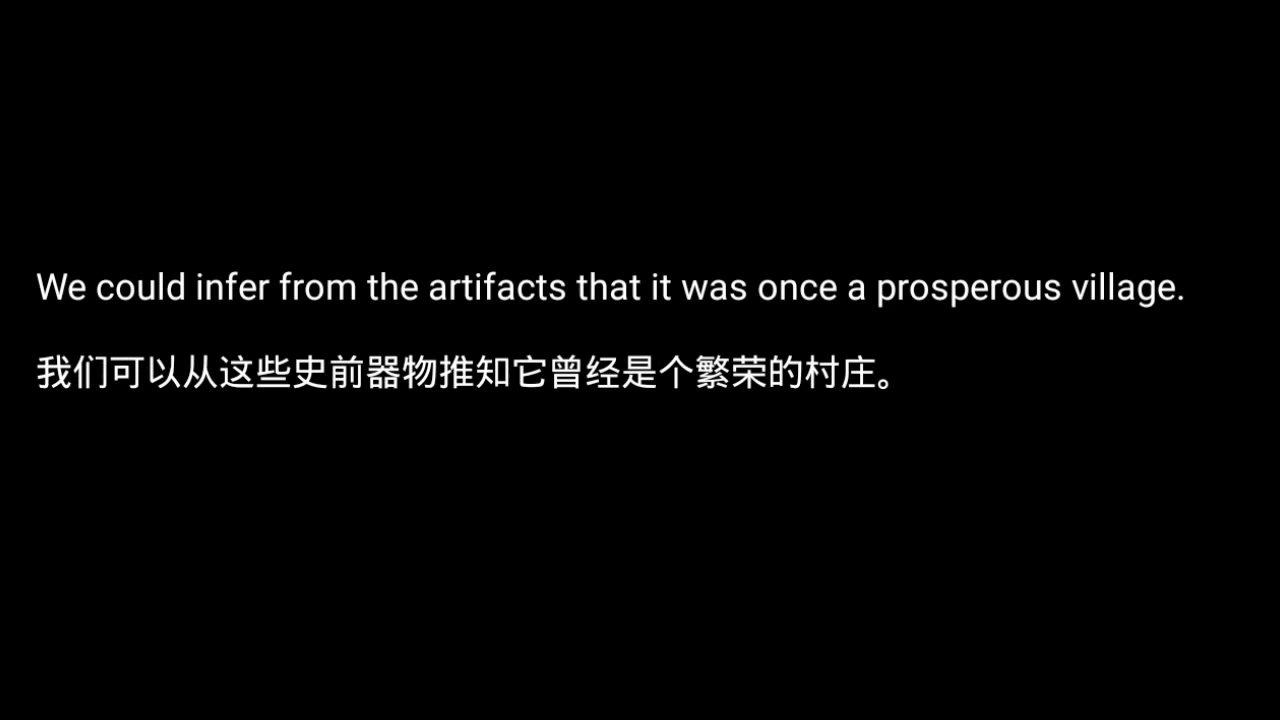 We could infer from the artifacts that it was once a prosperous village.
我们可以从这些史前器物推知它曾经是个繁荣的村庄。